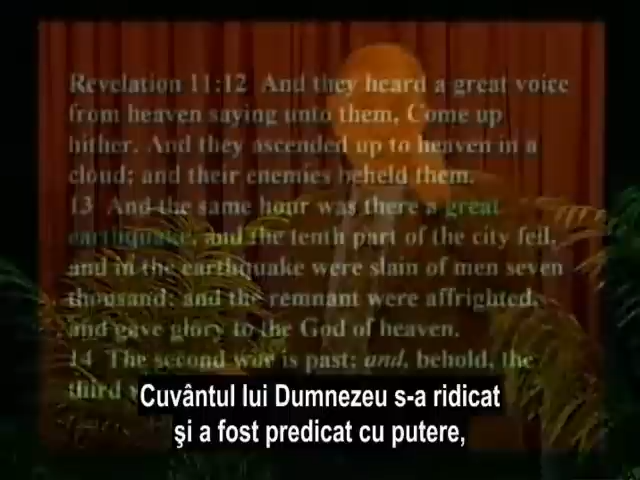 Revelation 11:12 And they heard a great voice
from heaven saying unto them, Come up
hither. And they ascended up to heaven in a
cloud; and their enemies beheld them.
13 And the same hour was there a great
earthquake, and the tenth part of the city fell,
and in the earthquake were slain of men seven
thousand: and the remnant were affrighted,
and gave glory to the God of heaven.
14 The second woe is past; and, behold, the
third
Cuvântul lui Dumnezeu s-a ridicat
şi a fost predicat cu putere,